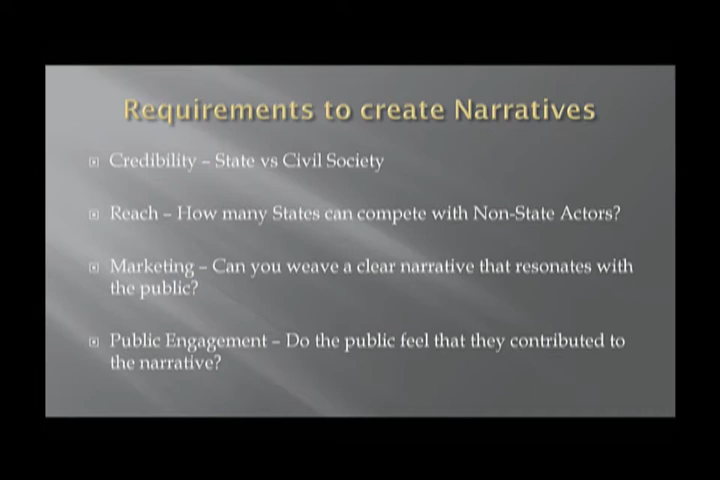 Requirements to create Narratives
Credibility – State vs Civil Society
Reach – How many States can compete with Non-State Actors?
Marketing – Can you weave a clear narrative that resonates with
the public?
Public Engagement – Do the public feel that they contributed to
the narrative?